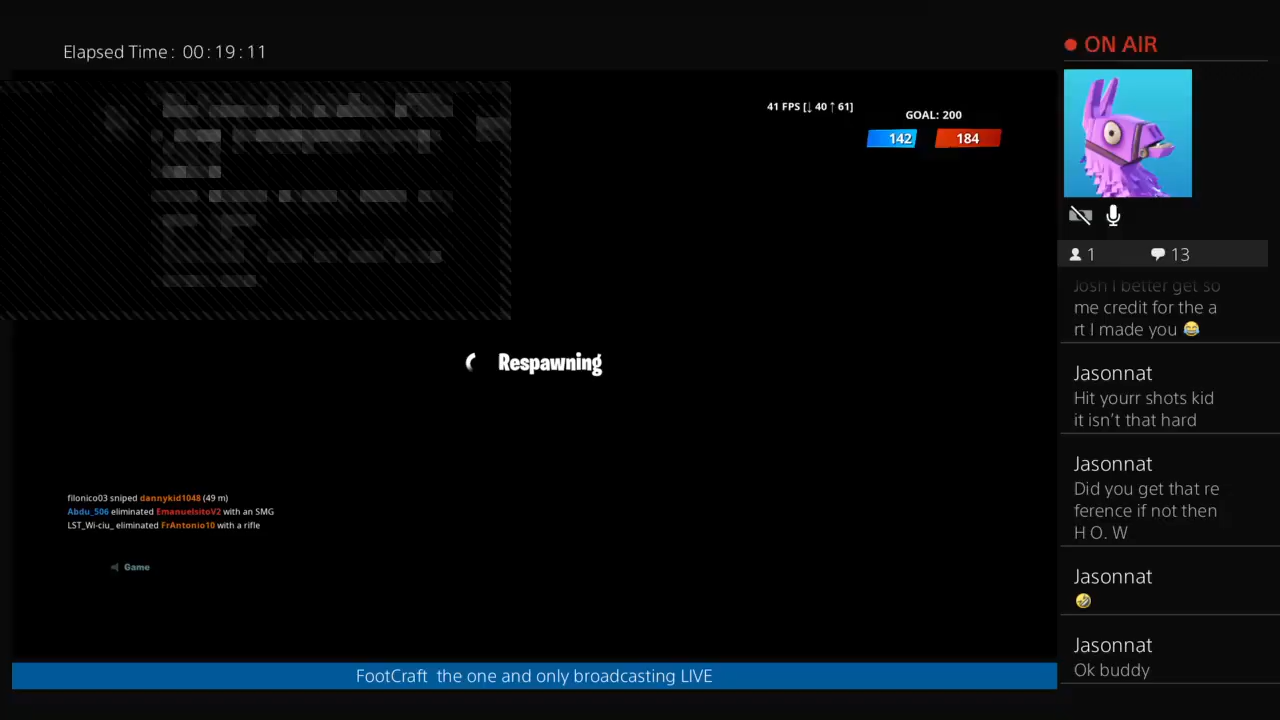 Elapsed Time: 00:19:11
ON AIR
41 FPS [↓ 40 ↑ 61]
GOAL: 200
142 184
1 13
Josh I better get so
me credit for the a
rt I made you 😂
Respawning
Jasonnat
Hit yourr shots kid
it isn't that hard
Jasonnat
Did you get that re
ference if not then
H O. W
filonico03 sniped dannykid1048 (49 m)
Abdu_506 eliminated EmanuelsitoV2 with an SMG
LST_Wi-ciu_ eliminated FrAntonio10 with a rifle
Game
Jasonnat
🤣
Jasonnat
Ok buddy
FootCraft the one and only broadcasting LIVE